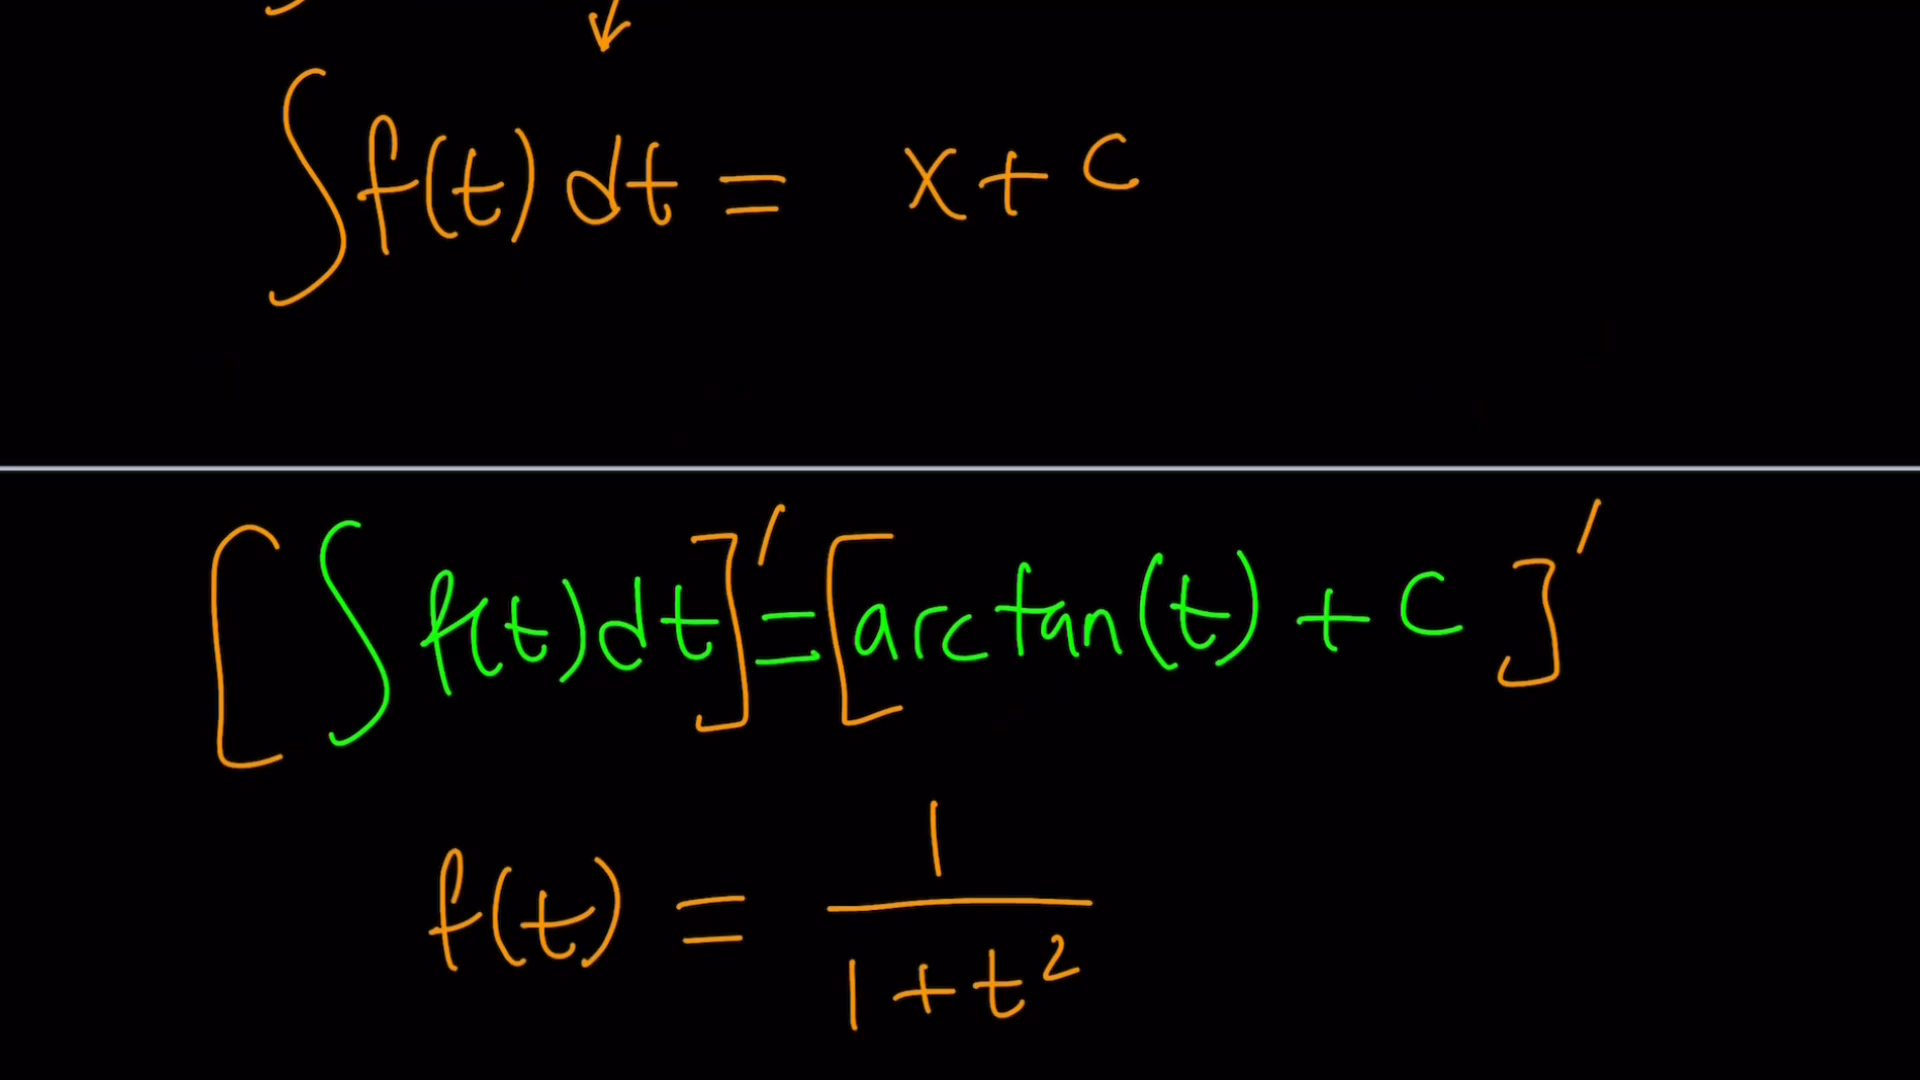 ∫f(t)dt = x+c
[∫f(t)dt]' = [arctan(t) + c]'
f(t) = 1/(1+t²)